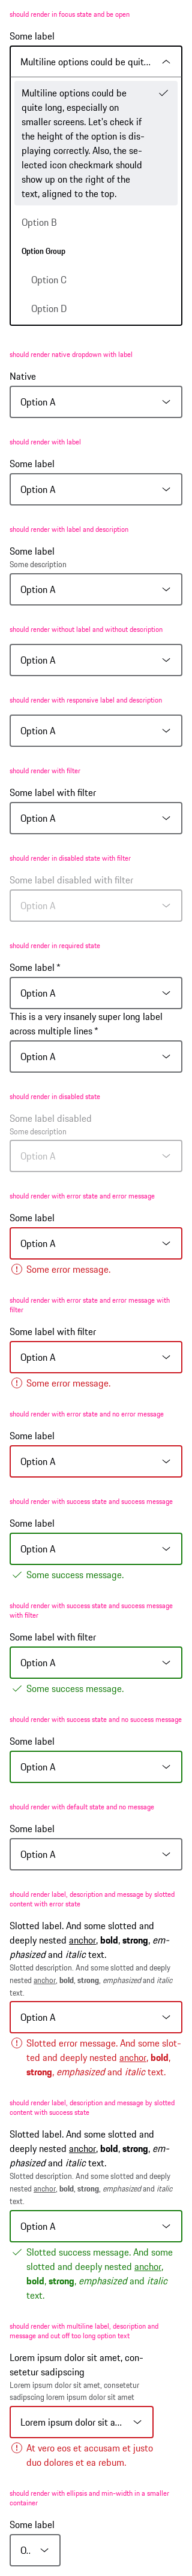 should render in focus state and be open
Some label
Multiline options could be quit...
Multiline options could be
quite long, especially on
smaller screens. Let's check if
the height of the option is dis-
playing correctly. Also, the se-
lected icon checkmark should
show up on the right of the
text, aligned to the top.
Option B
Option Group
Option C
Option D
should render native dropdown with label
Native
Option A
should render with label
Some label
Option A
should render with label and description
Some label
Some description
Option A
should render without label and without description
Option A
should render with responsive label and description
Option A
should render with filter
Some label with filter
Option A
should render in disabled state with filter
Some label disabled with filter
Option A
should render in required state
Some label *
Option A
This is a very insanely super long label
across multiple lines *
Option A
should render in disabled state
Some label disabled
Some description
Option A
should render with error state and error message
Some label
Option A
Some error message.
should render with error state and error message with
filter
Some label with filter
Option A
Some error message.
should render with error state and no error message
Some label
Option A
should render with success state and success message
Some label
Option A
Some success message.
should render with success state and success message
with filter
Some label with filter
Option A
Some success message.
should render with success state and no success message
Some label
Option A
should render with default state and no message
Some label
Option A
should render label, description and message by slotted
content with error state
Slotted label. And some slotted and
deeply nested anchor, bold, strong, em-
phasized and italic text.
Slotted description. And some slotted and deeply
nested anchor, bold, strong, emphasized and italic
text.
Option A
Slotted error message. And some slot-
ted and deeply nested anchor, bold,
strong, emphasized and italic text.
should render label, description and message by slotted
content with success state
Slotted label. And some slotted and
deeply nested anchor, bold, strong, em-
phasized and italic text.
Slotted description. And some slotted and deeply
nested anchor, bold, strong, emphasized and italic
text.
Option A
Slotted success message. And some
slotted and deeply nested anchor,
bold, strong, emphasized and italic
text.
should render with multiline label, description and
message and cut off too long option text
Lorem ipsum dolor sit amet, con-
setetur sadipscing
Lorem ipsum dolor sit amet, consetetur
sadipscing lorem ipsum dolor sit amet
Lorem ipsum dolor sit a...
At vero eos et accusam et justo
duo dolores et ea rebum.
should render with ellipsis and min-width in a smaller
container
Some label
O..